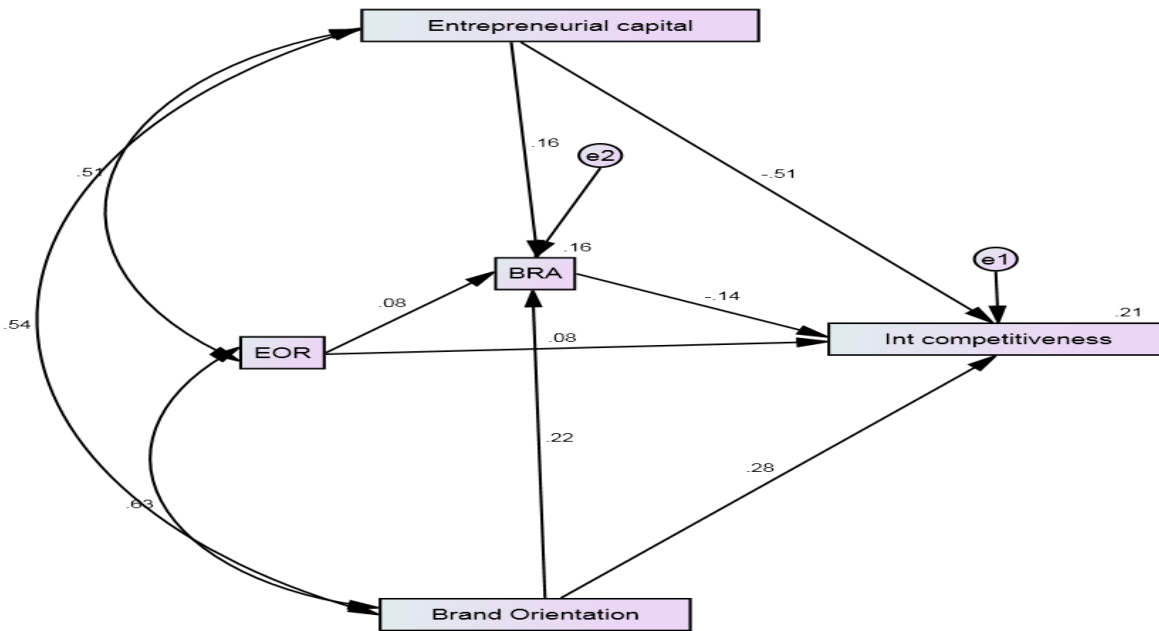 Entrepreneurial capital
.51
.16
e2
-.51
.16
BRA
e1
.08
-.14
.21
.54
EOR
.08
Int competitiveness
.22
.28
.63
Brand Orientation